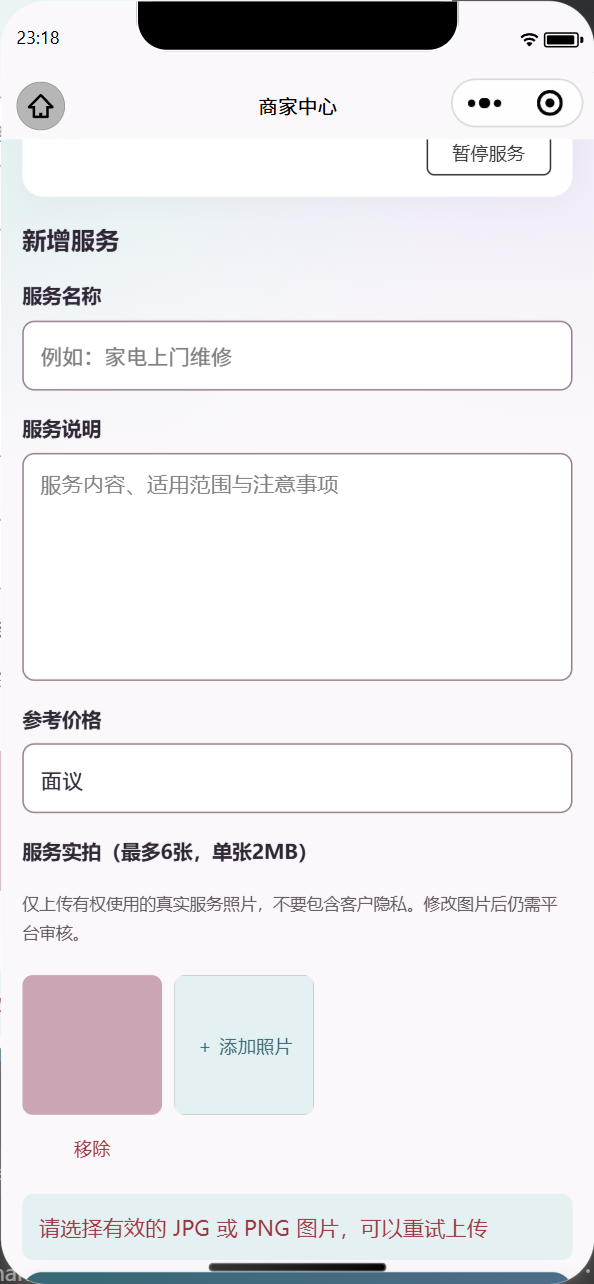 23:18
商家中心
暂停服务
新增服务
服务名称
例如：家电上门维修
服务说明
服务内容、适用范围与注意事项
参考价格
面议
服务实拍（最多6张，单张2MB）
仅上传有权使用的真实服务照片，不要包含客户隐私。修改图片后仍需平
台审核。
+ 添加照片
移除
请选择有效的 JPG 或 PNG 图片，可以重试上传